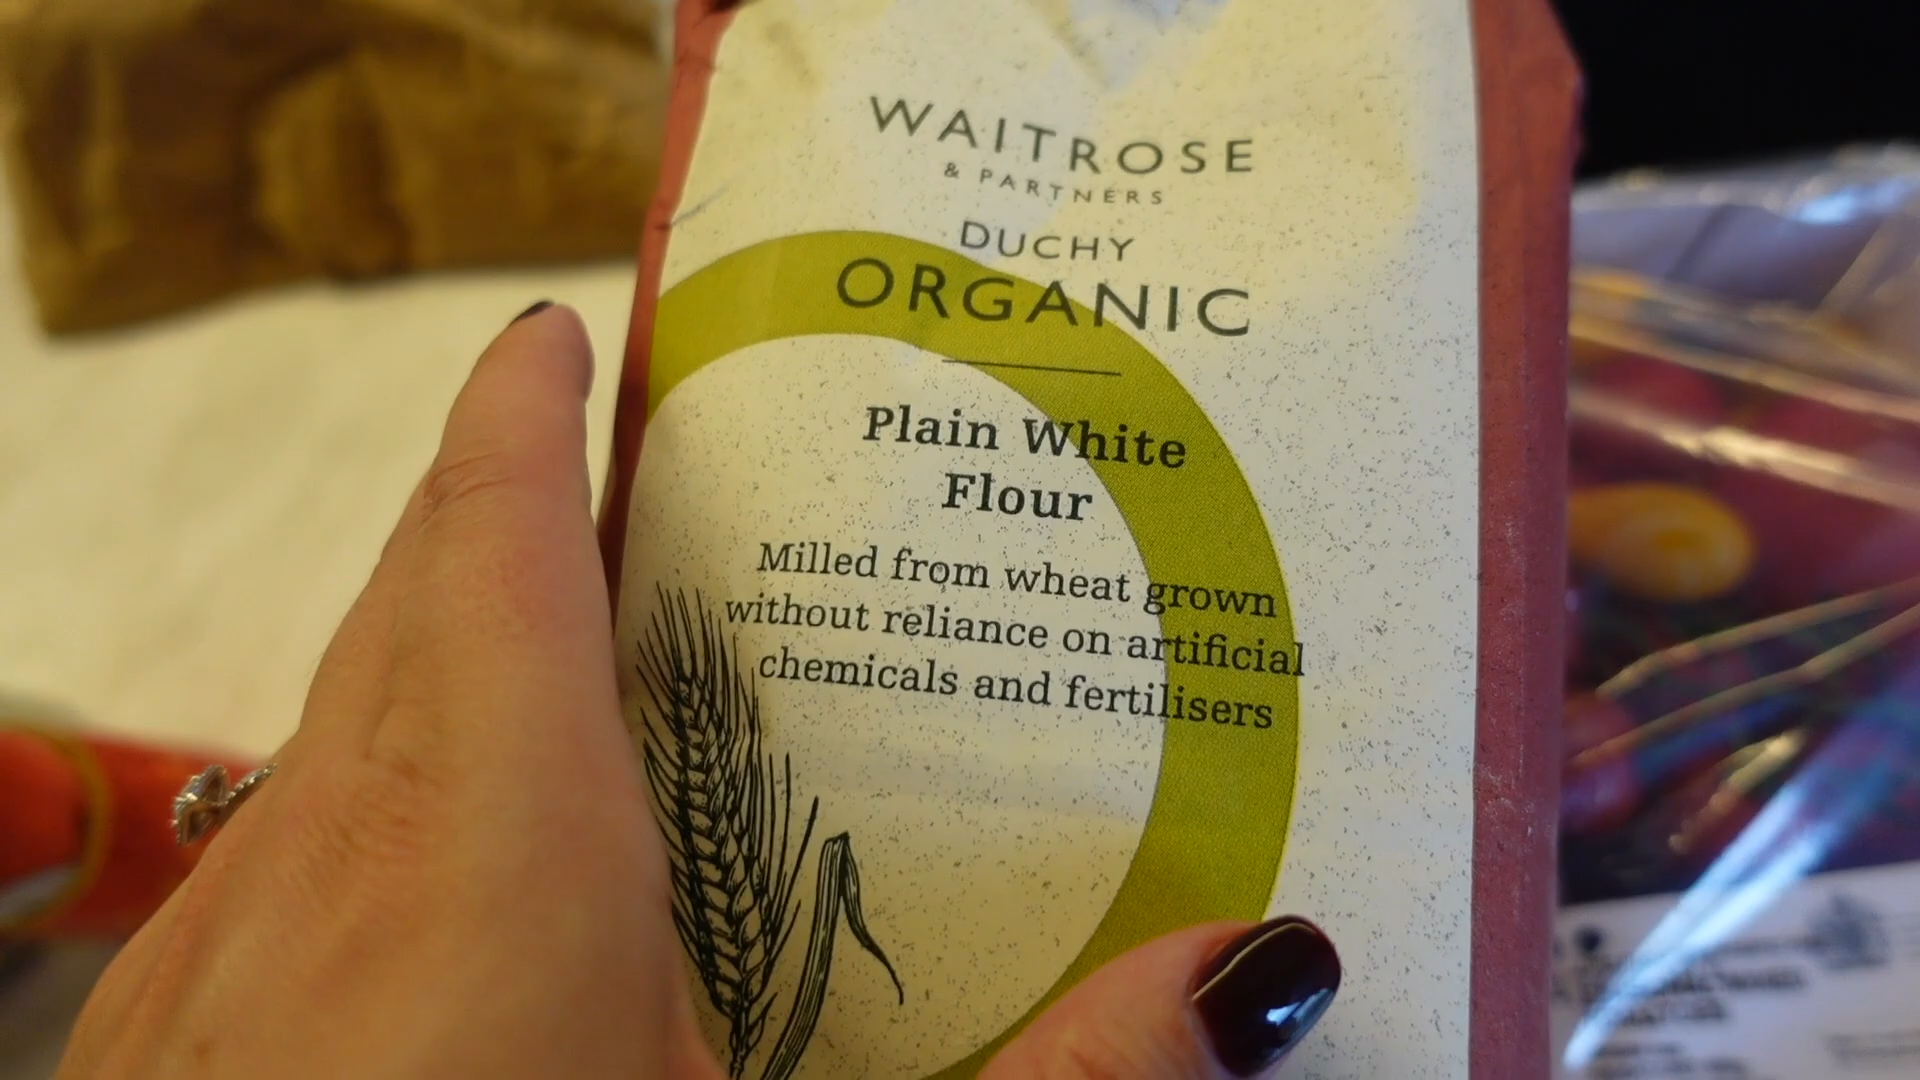 WAITROSE
& PARTNERS
DUCHY
ORGANIC
Plain White
Flour
Milled from wheat grown
without reliance on artificial
chemicals and fertilisers